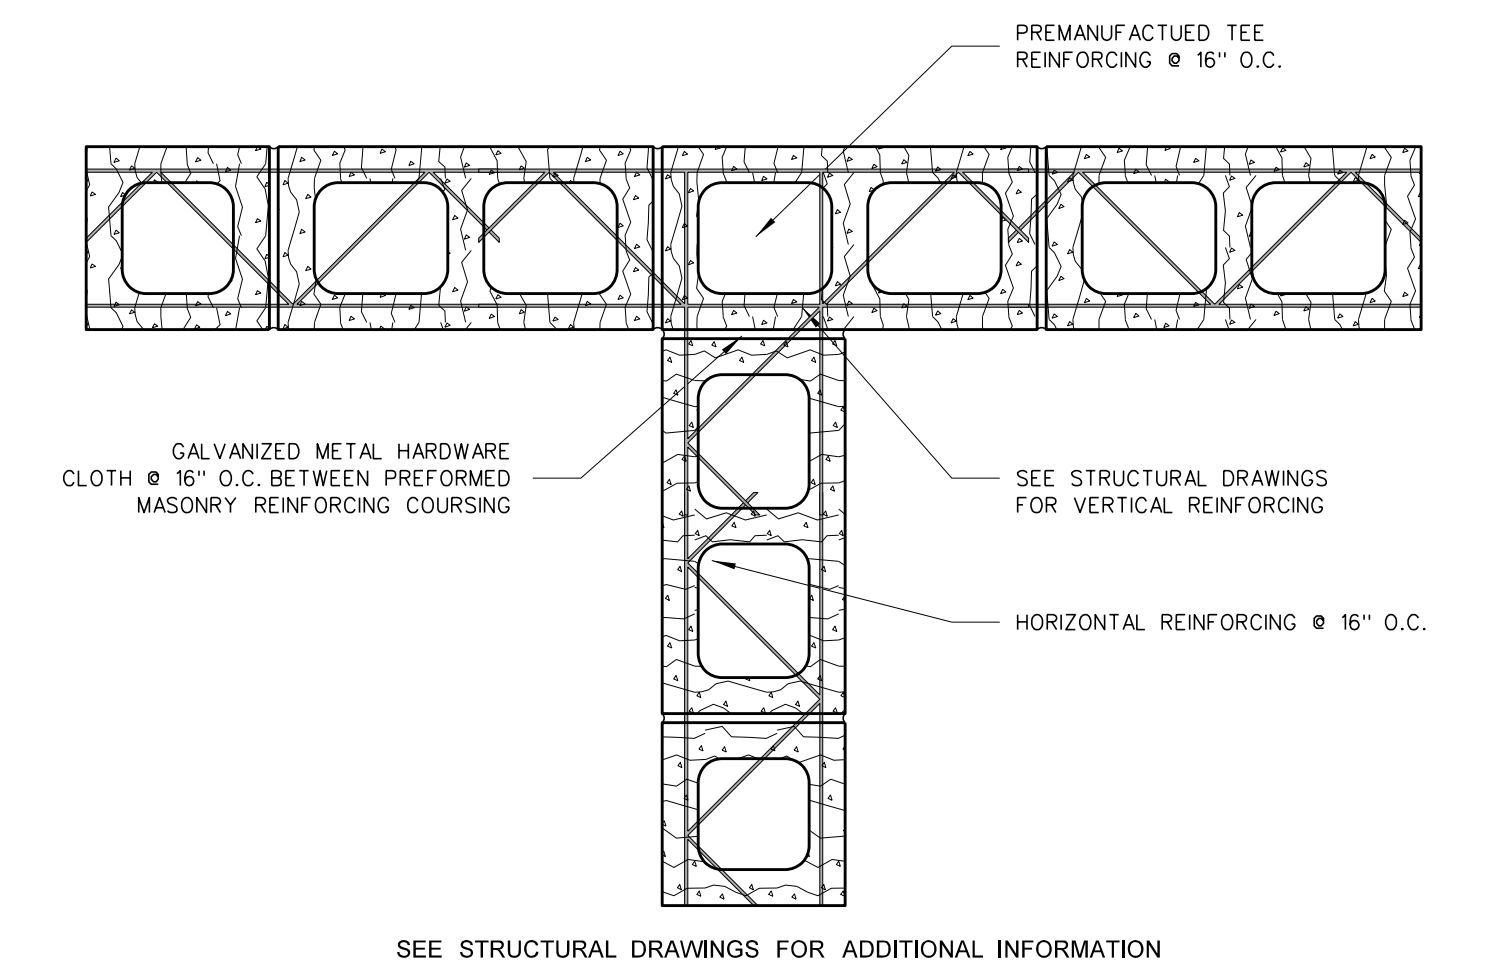 PREMANUFACTUED TEE
REINFORCING @ 16" O.C.
GALVANIZED METAL HARDWARE
CLOTH @ 16" O.C. BETWEEN PREFORMED
MASONRY REINFORCING COURSING
SEE STRUCTURAL DRAWINGS
FOR VERTICAL REINFORCING
HORIZONTAL REINFORCING @ 16" O.C.
SEE STRUCTURAL DRAWINGS FOR ADDITIONAL INFORMATION